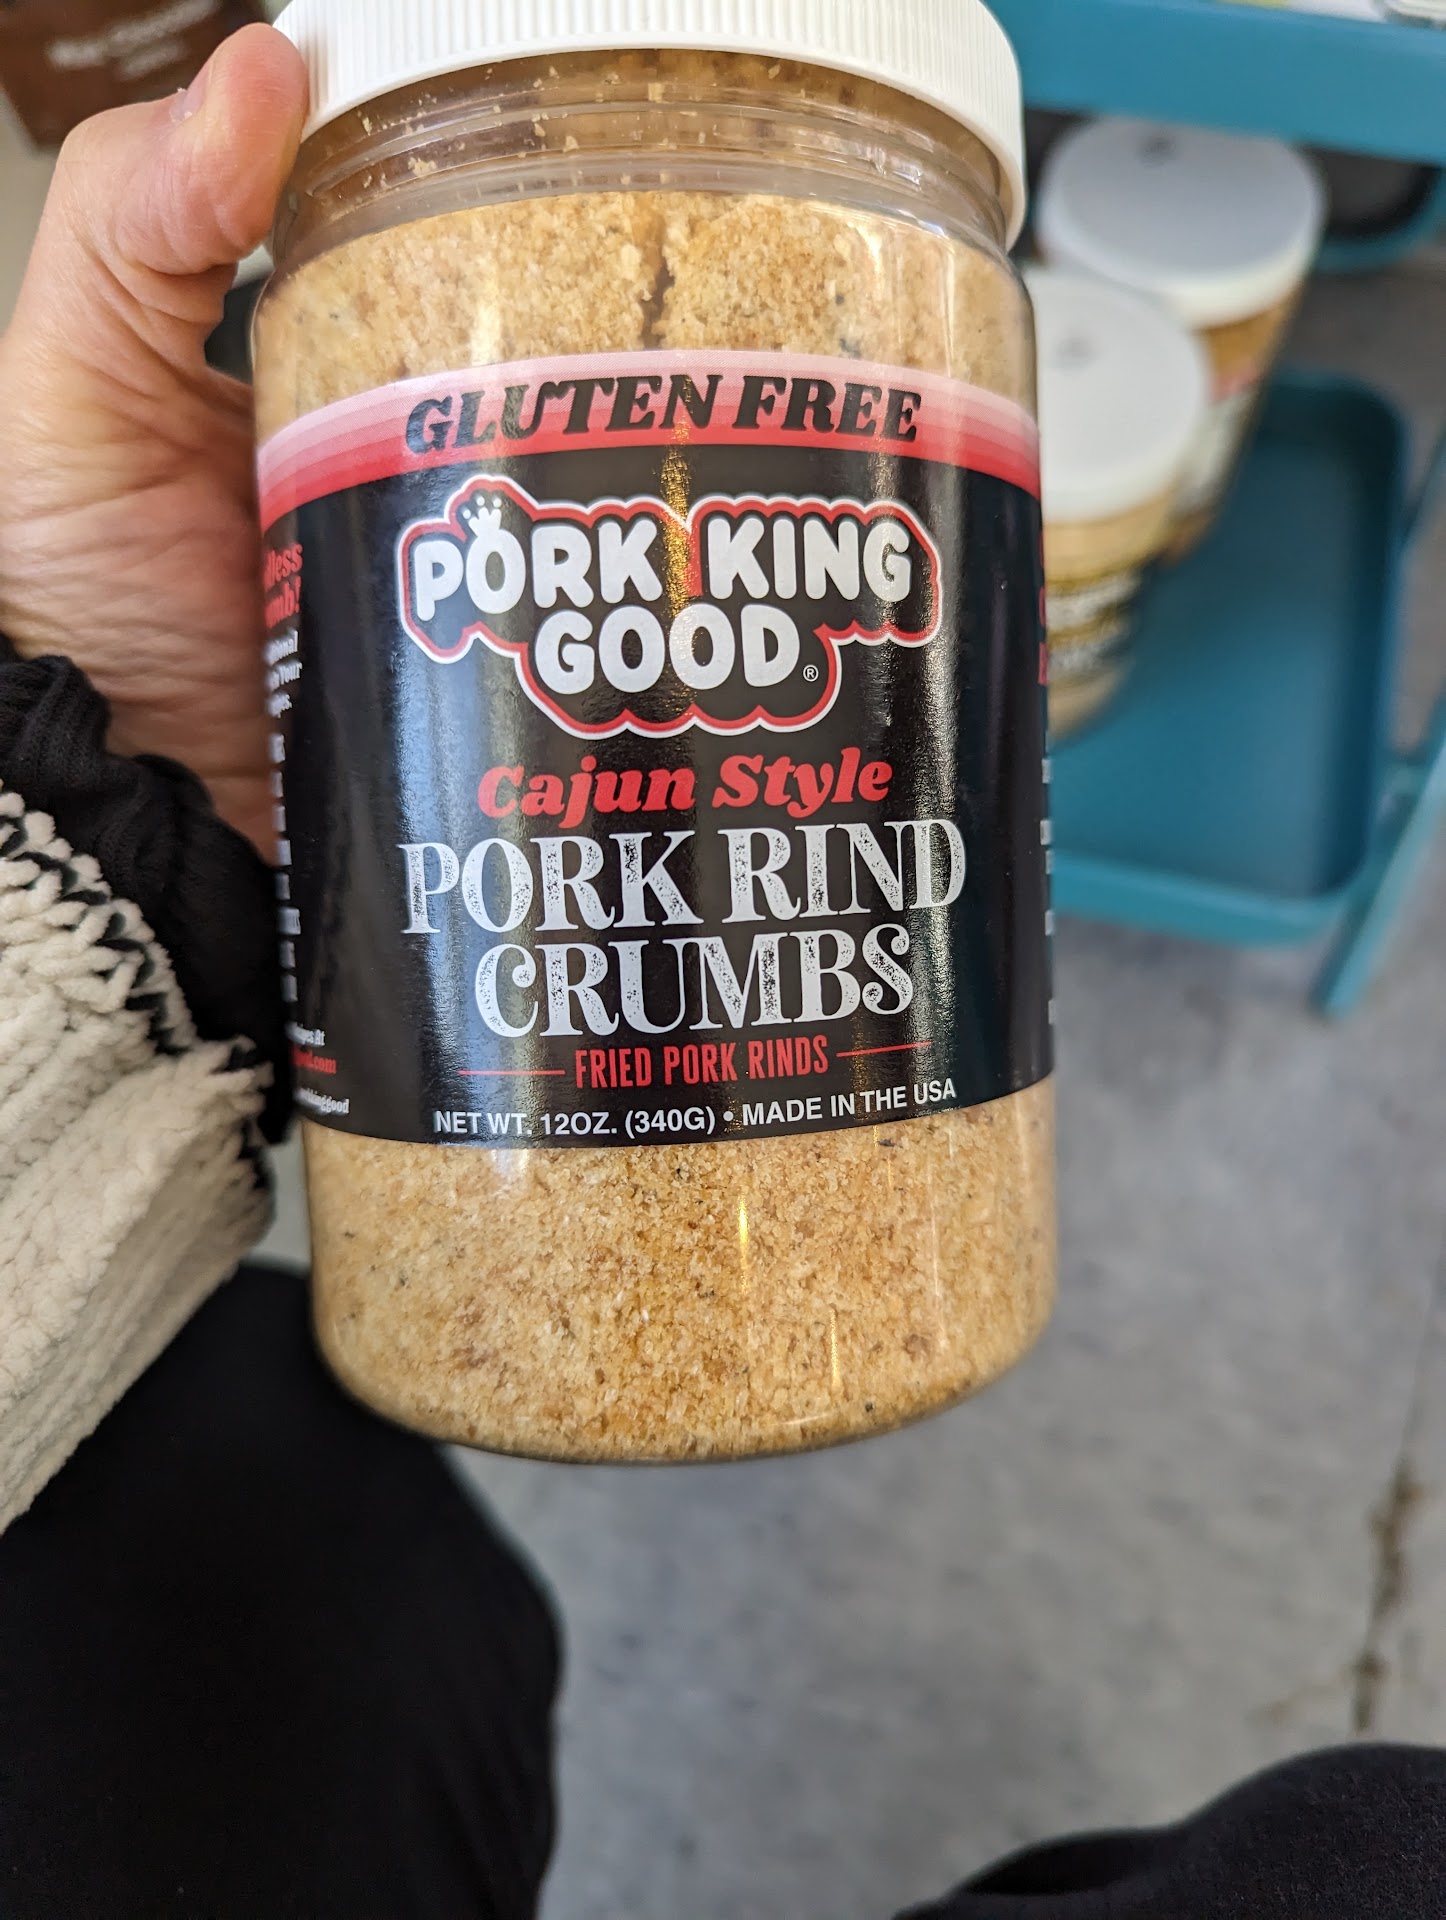 GLUTEN FREE
PORK KING
GOOD®
Cajun Style
PORK RIND
CRUMBS
FRIED PORK RINDS
NET WT. 12OZ. (340G) • MADE IN THE USA